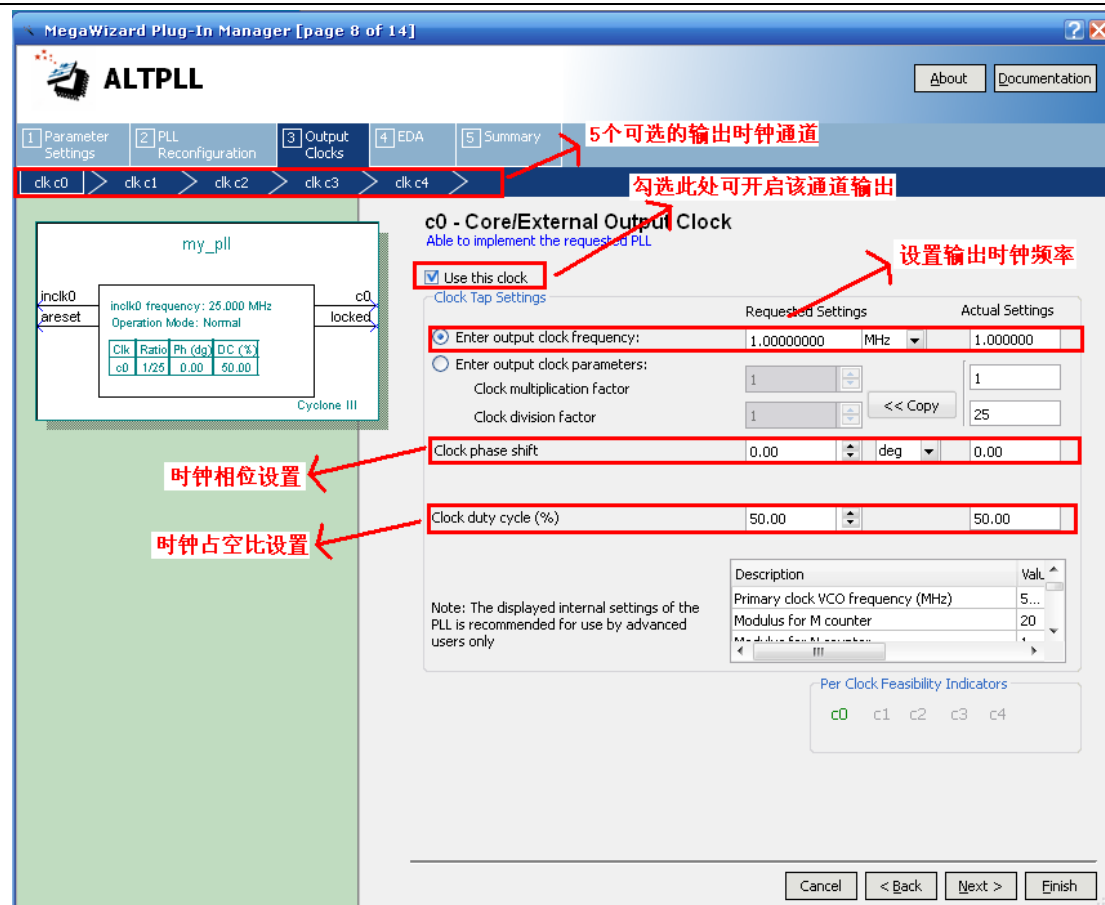 MegaWizard Plug-In Manager [page 8 of 14]
ALTPLL
About
Documentation
1 Parameter Settings
2 PLL Reconfiguration
3 Output Clocks
4 EDA
5 Summary
5个可选的输出时钟通道
clk c0
clk c1
clk c2
clk c3
clk c4
勾选此处可开启该通道输出
c0 - Core/External Output Clock
Able to implement the requested PLL
设置输出时钟频率
my_pll
inclk0
areset
c0
locked
inclk0 frequency: 25.000 MHz
Operation Mode: Normal
Clk Ratio Ph (dg) DC (%)
c0 1/25 0.00 50.00
Cyclone III
Use this clock
Clock Tap Settings
Requested Settings
Actual Settings
Enter output clock frequency:
1.00000000
MHz
1.000000
Enter output clock parameters:
Clock multiplication factor
1
1
<< Copy
Clock division factor
1
25
Clock phase shift
0.00
deg
0.00
时钟相位设置
Clock duty cycle (%)
50.00
50.00
时钟占空比设置
Description
Primary clock VCO frequency (MHz)
5...
Modulus for M counter
20
Modulus for N counter
Note: The displayed internal settings of the
PLL is recommended for use by advanced
users only
Per Clock Feasibility Indicators
c0 c1 c2 c3 c4
Cancel
< Back
Next >
Finish